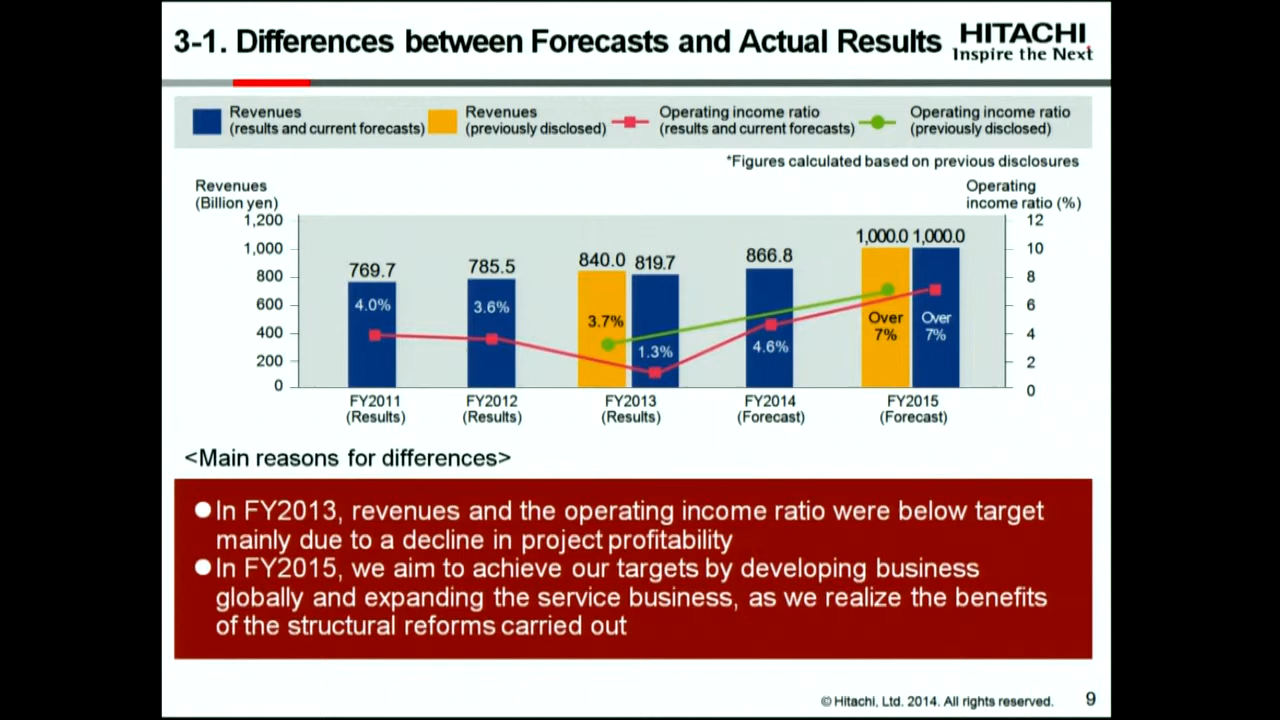 3-1. Differences between Forecasts and Actual Results
HITACHI
Inspire the Next
Revenues
(results and current forecasts)
Revenues
(previously disclosed)
Operating income ratio
(results and current forecasts)
Operating income ratio
(previously disclosed)
*Figures calculated based on previous disclosures
Revenues
(Billion yen)
Operating
income ratio (%)
1,200
1,000
800
600
400
200
0
12
10
8
6
4
2
0
769.7
785.5
840.0
819.7
866.8
1,000.0
1,000.0
4.0%
3.6%
3.7%
1.3%
4.6%
Over
7%
Over
7%
FY2011
(Results)
FY2012
(Results)
FY2013
(Results)
FY2014
(Forecast)
FY2015
(Forecast)
<Main reasons for differences>
●In FY2013, revenues and the operating income ratio were below target
mainly due to a decline in project profitability
●In FY2015, we aim to achieve our targets by developing business
globally and expanding the service business, as we realize the benefits
of the structural reforms carried out
© Hitachi, Ltd. 2014. All rights reserved.
9